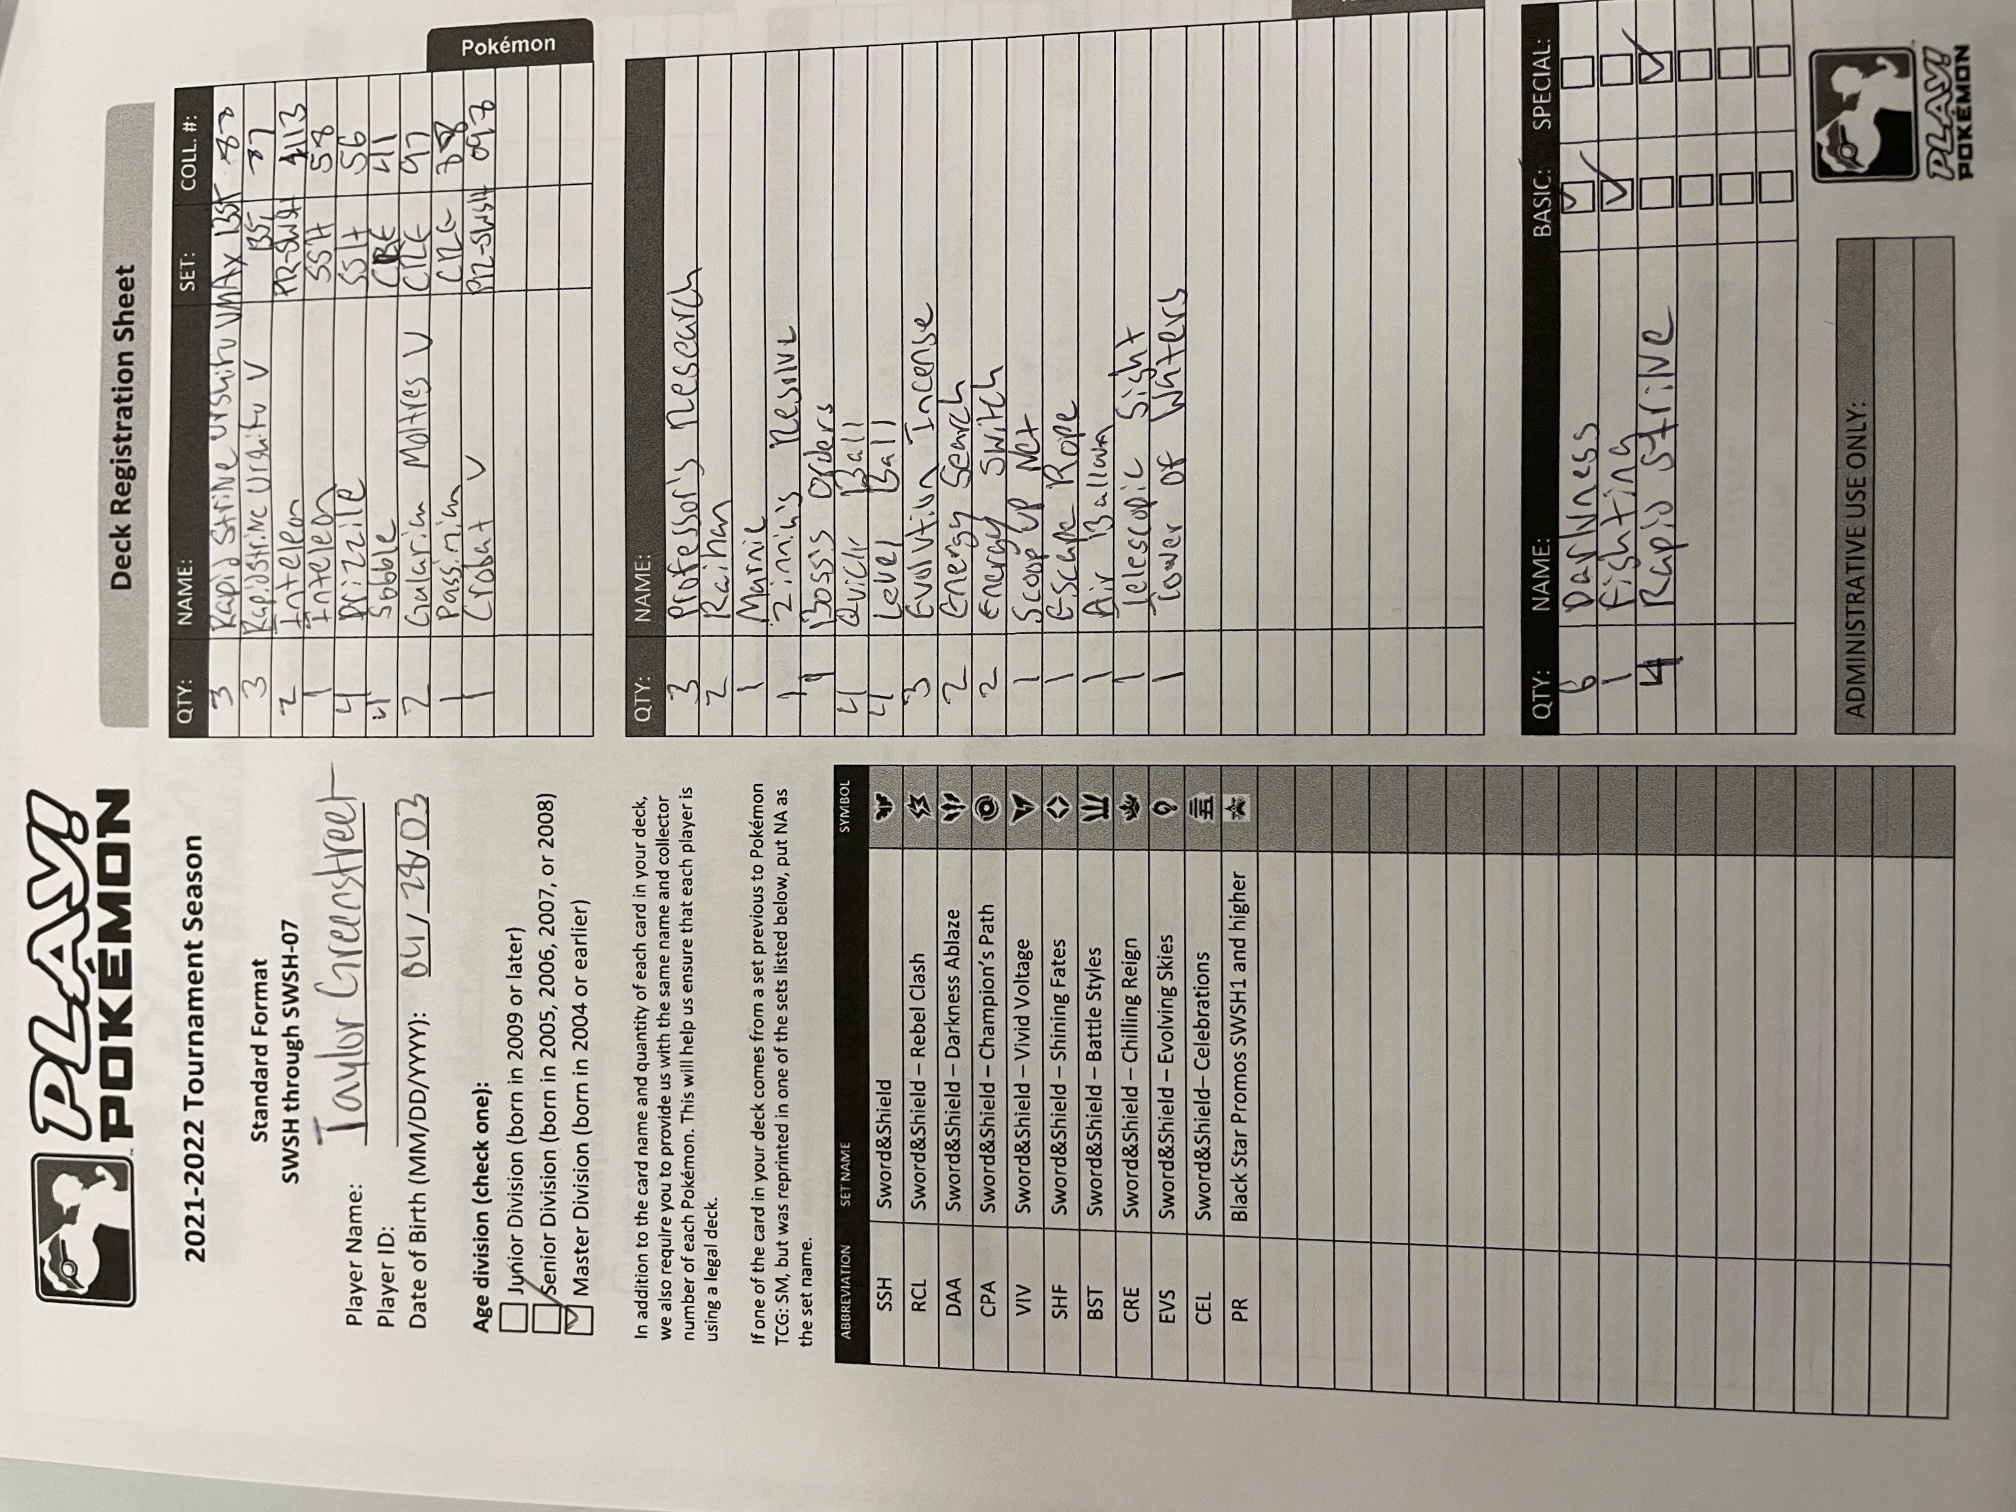 PLAY!
POKÉMON
2021-2022 Tournament Season
Standard Format
SWSH through SWSH-07
Player Name: Taylor Greenstreet
Player ID:
Date of Birth (MM/DD/YYYY): 04/28/03
Age division (check one):
Junior Division (born in 2009 or later)
Senior Division (born in 2005, 2006, 2007, or 2008)
Master Division (born in 2004 or earlier)
In addition to the card name and quantity of each card in your deck,
we also require you to provide us with the same name and collector
number of each Pokémon. This will help us ensure that each player is
using a legal deck.
If one of the card in your deck comes from a set previous to Pokémon
TCG: SM, but was reprinted in one of the sets listed below, put NA as
the set name.
ABBREVIATION SET NAME SYMBOL
SSH Sword&Shield
RCL Sword&Shield – Rebel Clash
DAA Sword&Shield – Darkness Ablaze
CPA Sword&Shield – Champion's Path
VIV Sword&Shield – Vivid Voltage
SHF Sword&Shield – Shining Fates
BST Sword&Shield – Battle Styles
CRE Sword&Shield – Chilling Reign
EVS Sword&Shield – Evolving Skies
CEL Sword&Shield– Celebrations
PR Black Star Promos SWSH1 and higher
Deck Registration Sheet
QTY: NAME: SET: COLL. #:
3 Rapid Strike Urshifu VMAX BST 88
3 Rapid Strike Urshifu V BST 87
2 Inteleon PR-SWSH 113
1 Inteleon SSH 58
4 Drizzile SSH 56
4 Sobble CRE 41
2 Galarian Moltres V CRE 97
1 Passimian CRE 88
1 Crobat V PR-SWSH 098
Pokémon
QTY: NAME:
3 Professor's Research
2 Raihan
1 Marnie
1 Zinnia's Resolve
1 Boss's Orders
4 Quick Ball
4 Level Ball
3 Evolution Incense
2 Energy Search
2 Energy Switch
1 Scoop Up Net
1 Escape Rope
1 Air Balloon
1 Telescopic Sight
1 Tower of Waters
QTY: NAME: BASIC: SPECIAL:
6 Darkness
1 Fighting
4 Rapid Strike
ADMINISTRATIVE USE ONLY:
PLAY!
POKÉMON